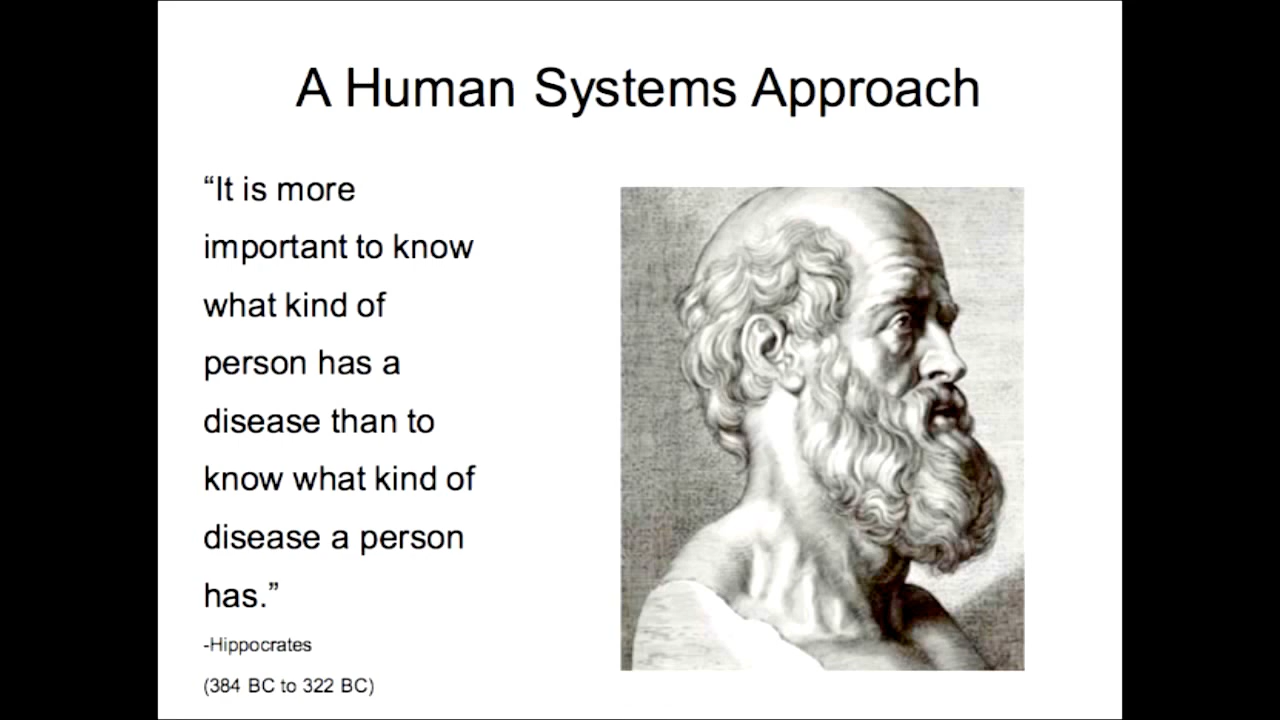 A Human Systems Approach
“It is more
important to know
what kind of
person has a
disease than to
know what kind of
disease a person
has.”
-Hippocrates
(384 BC to 322 BC)